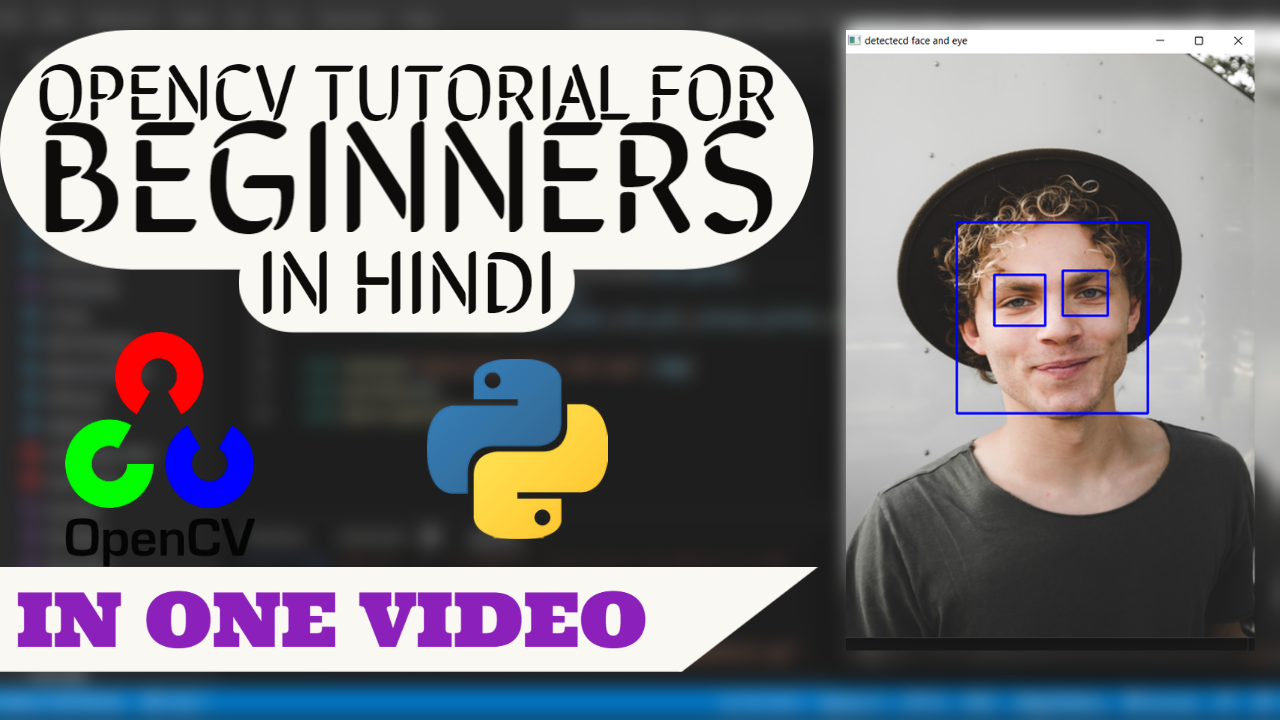 OPENCV TUTORIAL FOR
BEGINNERS
IN HINDI
OpenCV
IN ONE VIDEO
detectecd face and eye